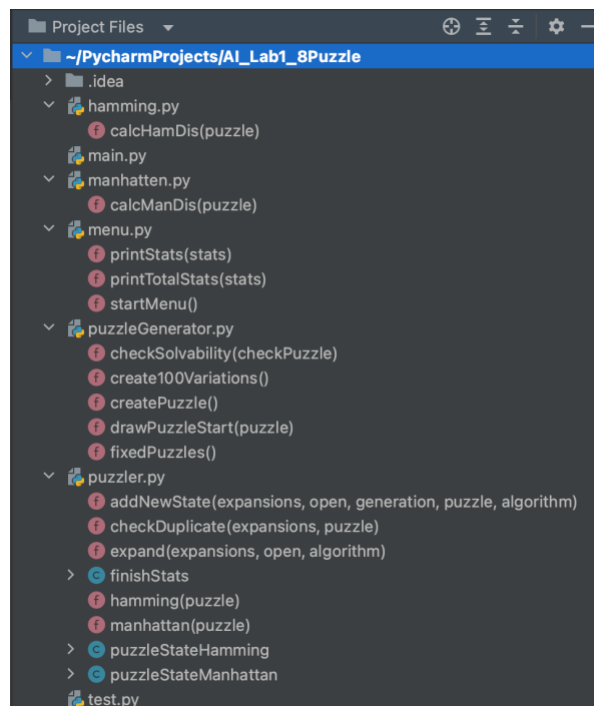 Project Files
~/PycharmProjects/AI_Lab1_8Puzzle
.idea
hamming.py
f calcHamDis(puzzle)
main.py
manhatten.py
f calcManDis(puzzle)
menu.py
f printStats(stats)
f printTotalStats(stats)
f startMenu()
puzzleGenerator.py
f checkSolvability(checkPuzzle)
f create100Variations()
f createPuzzle()
f drawPuzzleStart(puzzle)
f fixedPuzzles()
puzzler.py
f addNewState(expansions, open, generation, puzzle, algorithm)
f checkDuplicate(expansions, puzzle)
f expand(expansions, open, algorithm)
C finishStats
f hamming(puzzle)
f manhattan(puzzle)
C puzzleStateHamming
C puzzleStateManhattan
test.py